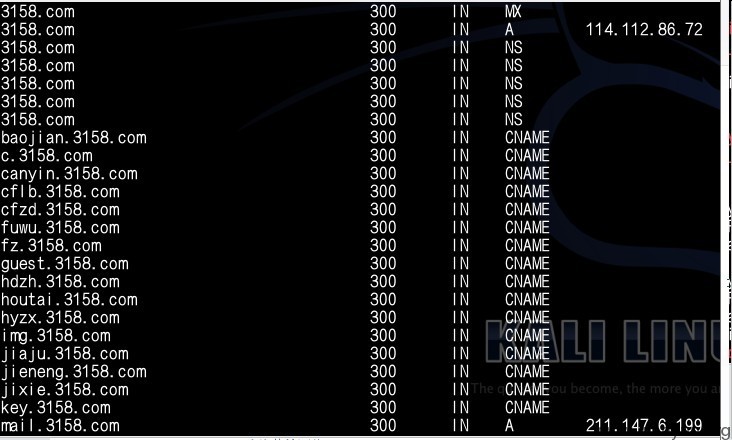 3158.com 300 IN MX
3158.com 300 IN A 114.112.86.72
3158.com 300 IN NS
3158.com 300 IN NS
3158.com 300 IN NS
3158.com 300 IN NS
3158.com 300 IN NS
baojian.3158.com 300 IN CNAME
c.3158.com 300 IN CNAME
canyin.3158.com 300 IN CNAME
cflb.3158.com 300 IN CNAME
cfzd.3158.com 300 IN CNAME
fuwu.3158.com 300 IN CNAME
fz.3158.com 300 IN CNAME
guest.3158.com 300 IN CNAME
hdzh.3158.com 300 IN CNAME
houtai.3158.com 300 IN CNAME
hyzx.3158.com 300 IN CNAME
img.3158.com 300 IN CNAME
jiaju.3158.com 300 IN CNAME
jieneng.3158.com 300 IN CNAME
jixie.3158.com 300 IN CNAME
key.3158.com 300 IN CNAME
mail.3158.com 300 IN A 211.147.6.199
KALI
The you become, the more you